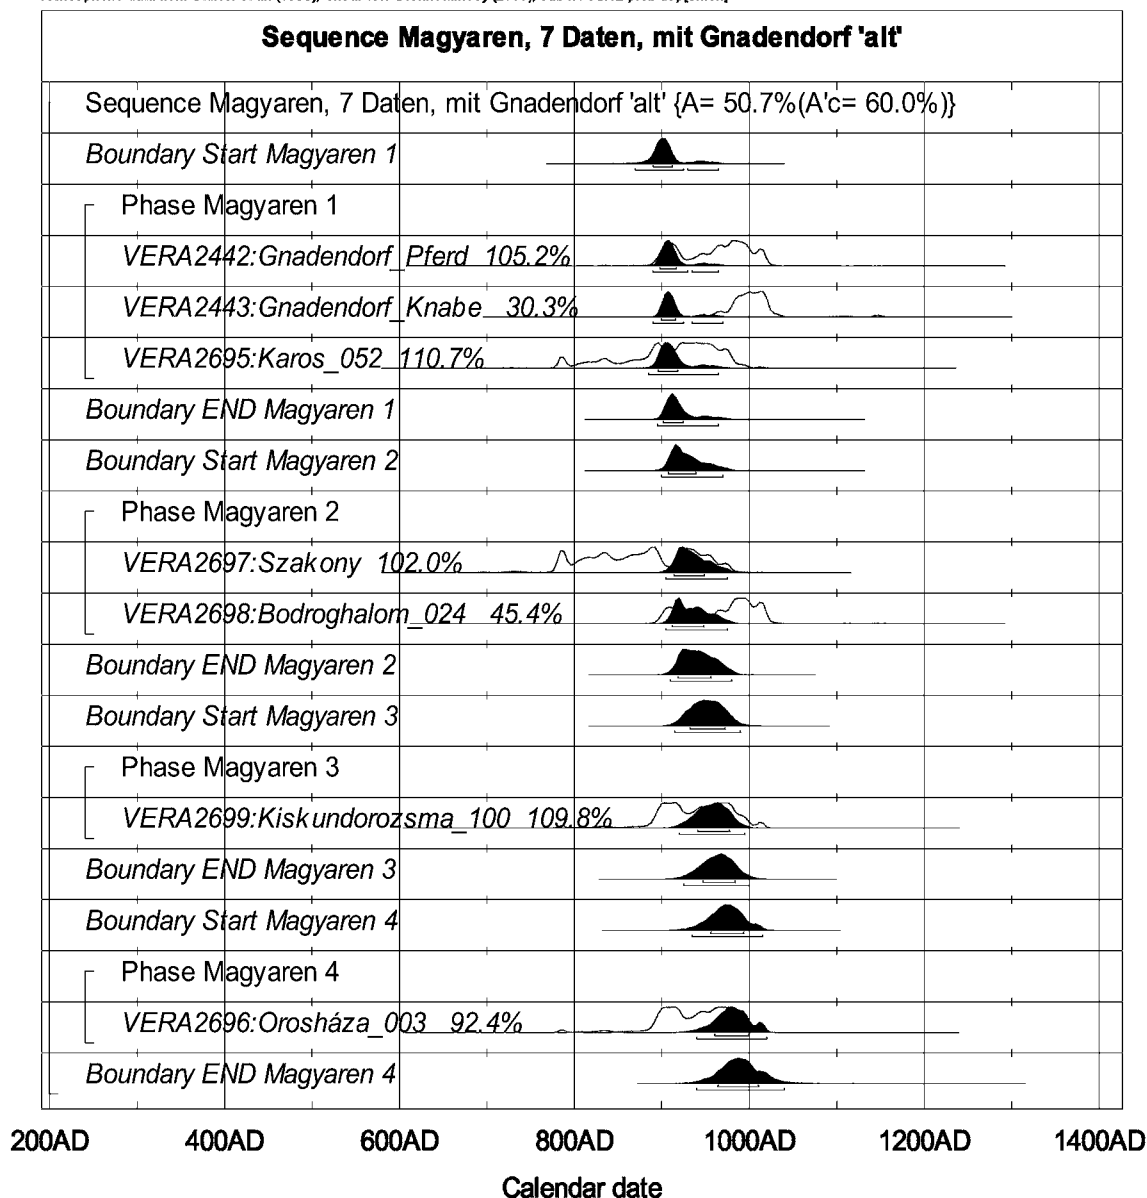 Sequence Magyaren, 7 Daten, mit Gnadendorf 'alt'
Sequence Magyaren, 7 Daten, mit Gnadendorf 'alt' {A= 50.7%(A'c= 60.0%)}
Boundary Start Magyaren 1
Phase Magyaren 1
VERA2442:Gnadendorf_Pferd 105.2%
VERA2443:Gnadendorf_Knabe 30.3%
VERA2695:Karos_052 110.7%
Boundary END Magyaren 1
Boundary Start Magyaren 2
Phase Magyaren 2
VERA2697:Szakony 102.0%
VERA2698:Bodroghalom_024 45.4%
Boundary END Magyaren 2
Boundary Start Magyaren 3
Phase Magyaren 3
VERA2699:Kiskundorozsma_100 109.8%
Boundary END Magyaren 3
Boundary Start Magyaren 4
Phase Magyaren 4
VERA2696:Orosháza_003 92.4%
Boundary END Magyaren 4
200AD 400AD 600AD 800AD 1000AD 1200AD 1400AD
Calendar date